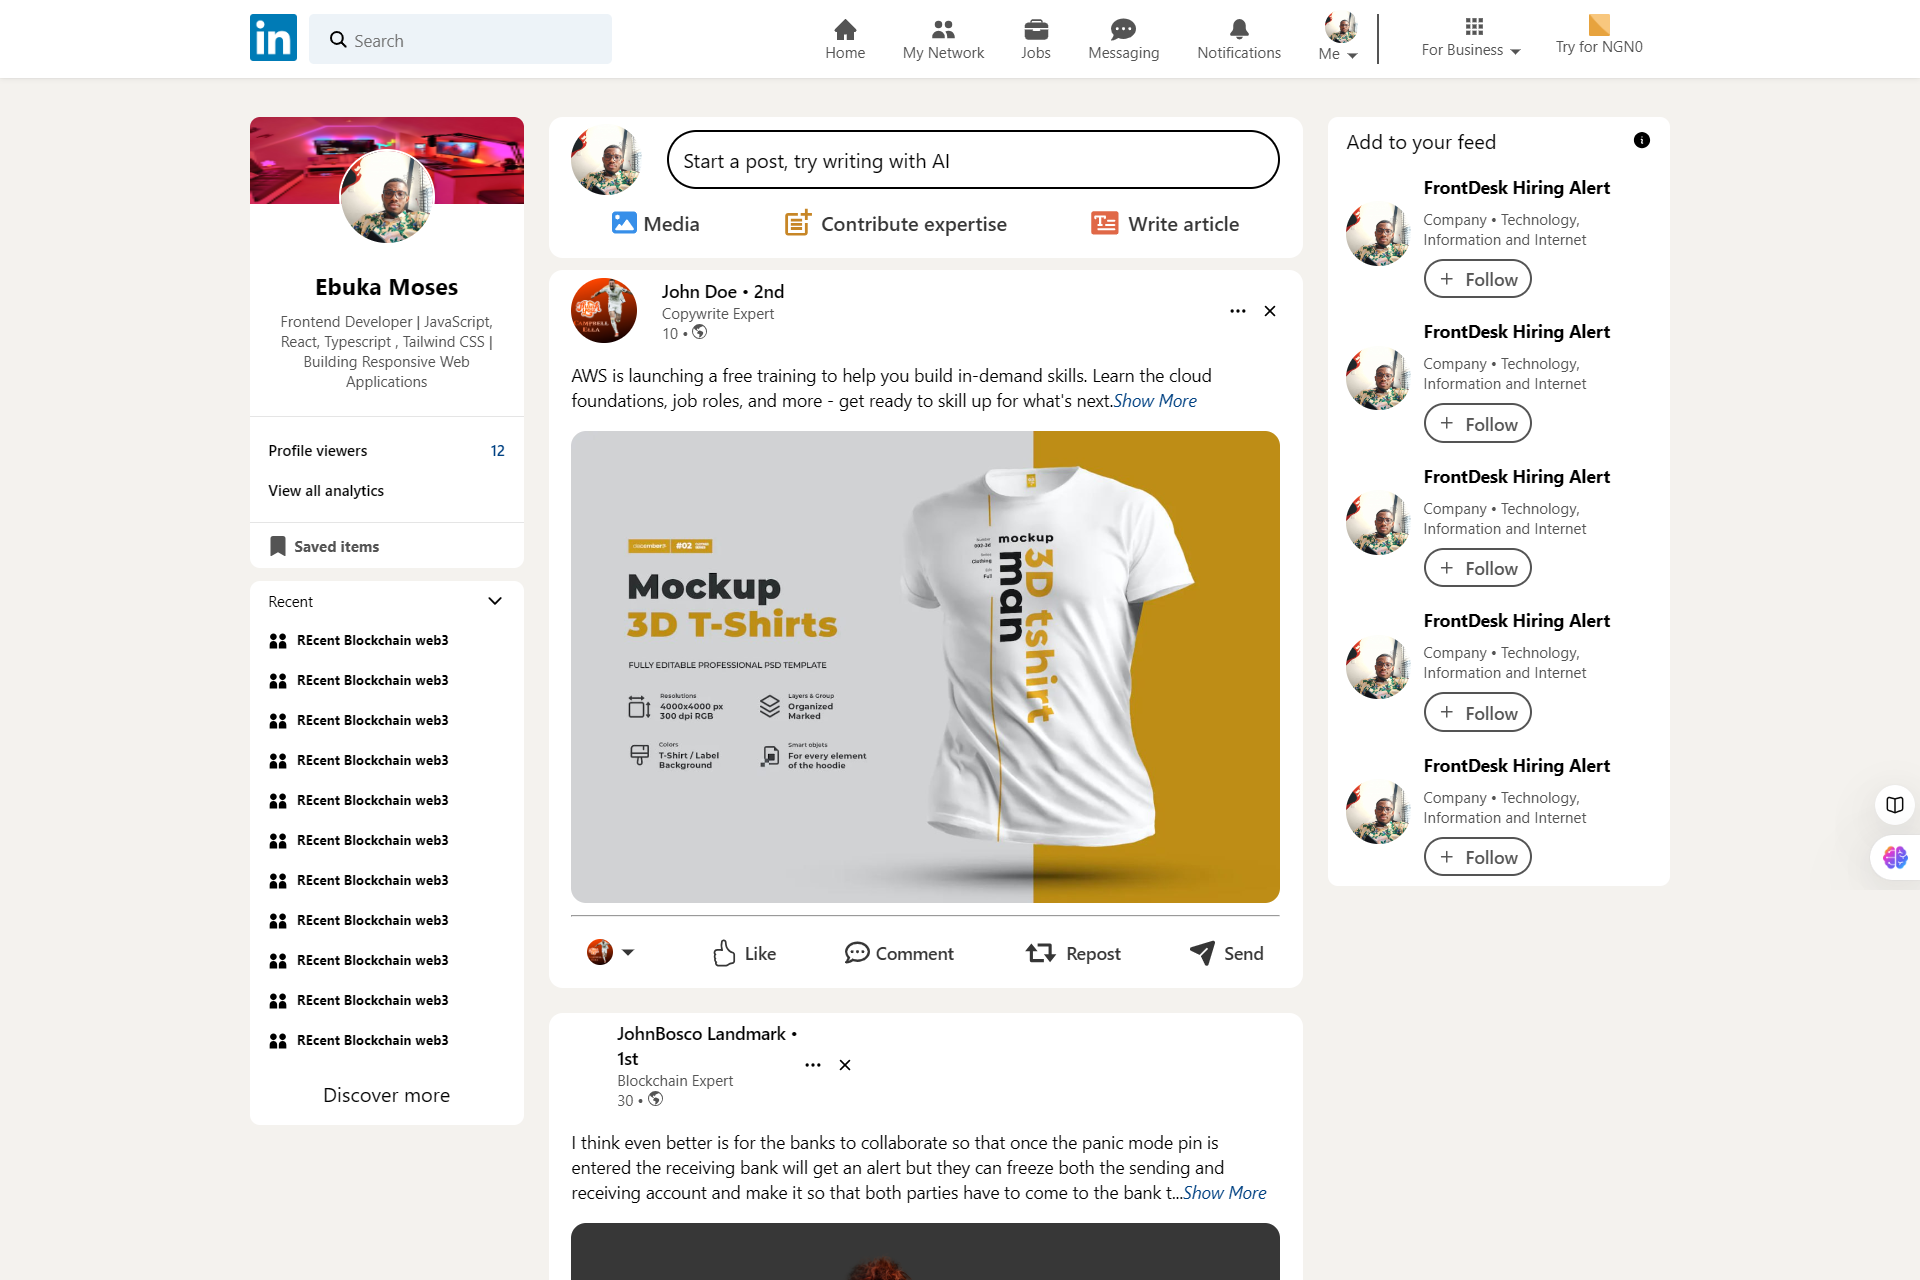 in
Search
Home
My Network
Jobs
Messaging
Notifications
Me
For Business
Try for NGN0
Ebuka Moses
Frontend Developer | JavaScript,
React, Typescript , Tailwind CSS |
Building Responsive Web
Applications
Profile viewers 12
View all analytics
Saved items
Recent
REcent Blockchain web3
REcent Blockchain web3
REcent Blockchain web3
REcent Blockchain web3
REcent Blockchain web3
REcent Blockchain web3
REcent Blockchain web3
REcent Blockchain web3
REcent Blockchain web3
REcent Blockchain web3
REcent Blockchain web3
Discover more
Start a post, try writing with AI
Media
Contribute expertise
Write article
John Doe • 2nd
Copywrite Expert
10 •
AWS is launching a free training to help you build in-demand skills. Learn the cloud
foundations, job roles, and more - get ready to skill up for what's next.Show More
#02
Mockup
3D T-Shirts
FULLY EDITABLE PROFESSIONAL PSD TEMPLATE
Resolutions
4000x4000 px
300 dpi RGB
Layers & Group
Organized
Marked
Colors
T-Shirt / Label
Background
Smart objets
For every element
of the hoodie
mockup
man
3D tshirt
Clothing
Full
Like
Comment
Repost
Send
JohnBosco Landmark •
1st
Blockchain Expert
30 •
I think even better is for the banks to collaborate so that once the panic mode pin is
entered the receiving bank will get an alert but they can freeze both the sending and
receiving account and make it so that both parties have to come to the bank t...Show More
Add to your feed
FrontDesk Hiring Alert
Company • Technology,
Information and Internet
+ Follow
FrontDesk Hiring Alert
Company • Technology,
Information and Internet
+ Follow
FrontDesk Hiring Alert
Company • Technology,
Information and Internet
+ Follow
FrontDesk Hiring Alert
Company • Technology,
Information and Internet
+ Follow
FrontDesk Hiring Alert
Company • Technology,
Information and Internet
+ Follow